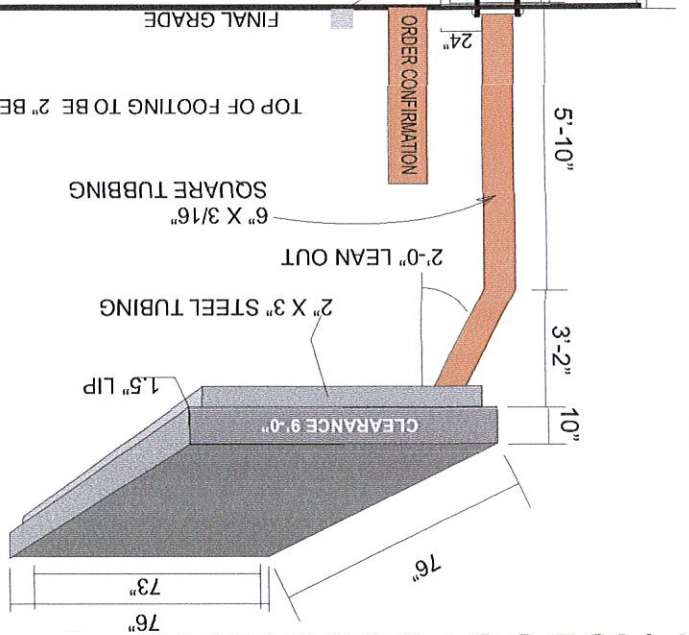 76"
73"
76"
CLEARANCE 9'-0"
1.5" LIP
10"
2" X 3" STEEL TUBING
3'-2"
2'-0" LEAN OUT
6" X 3/16"
SQUARE TUBBING
5'-10"
TOP OF FOOTING TO BE 2" BE
ORDER CONFIRMATION
24"
FINAL GRADE